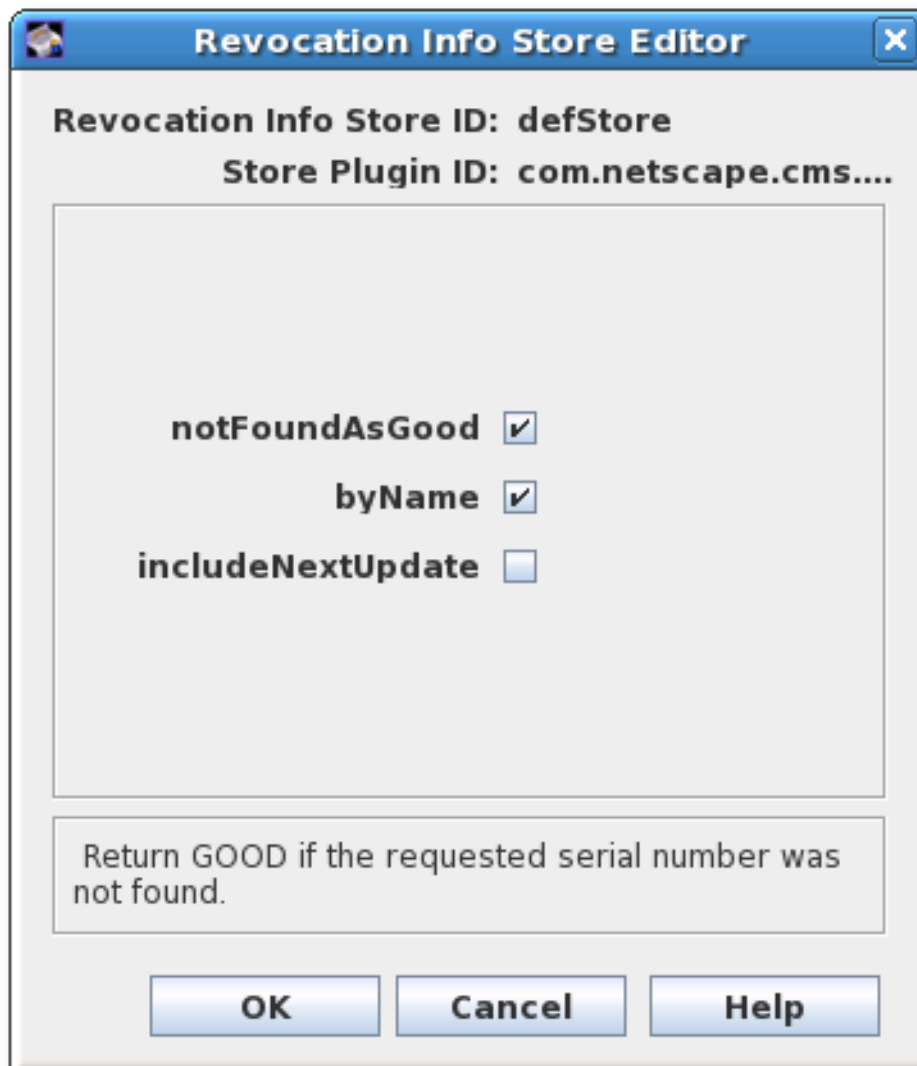 Revocation Info Store Editor
Revocation Info Store ID: defStore
Store Plugin ID: com.netscape.cms....
notFoundAsGood
byName
includeNextUpdate
Return GOOD if the requested serial number was
not found.
OK Cancel Help